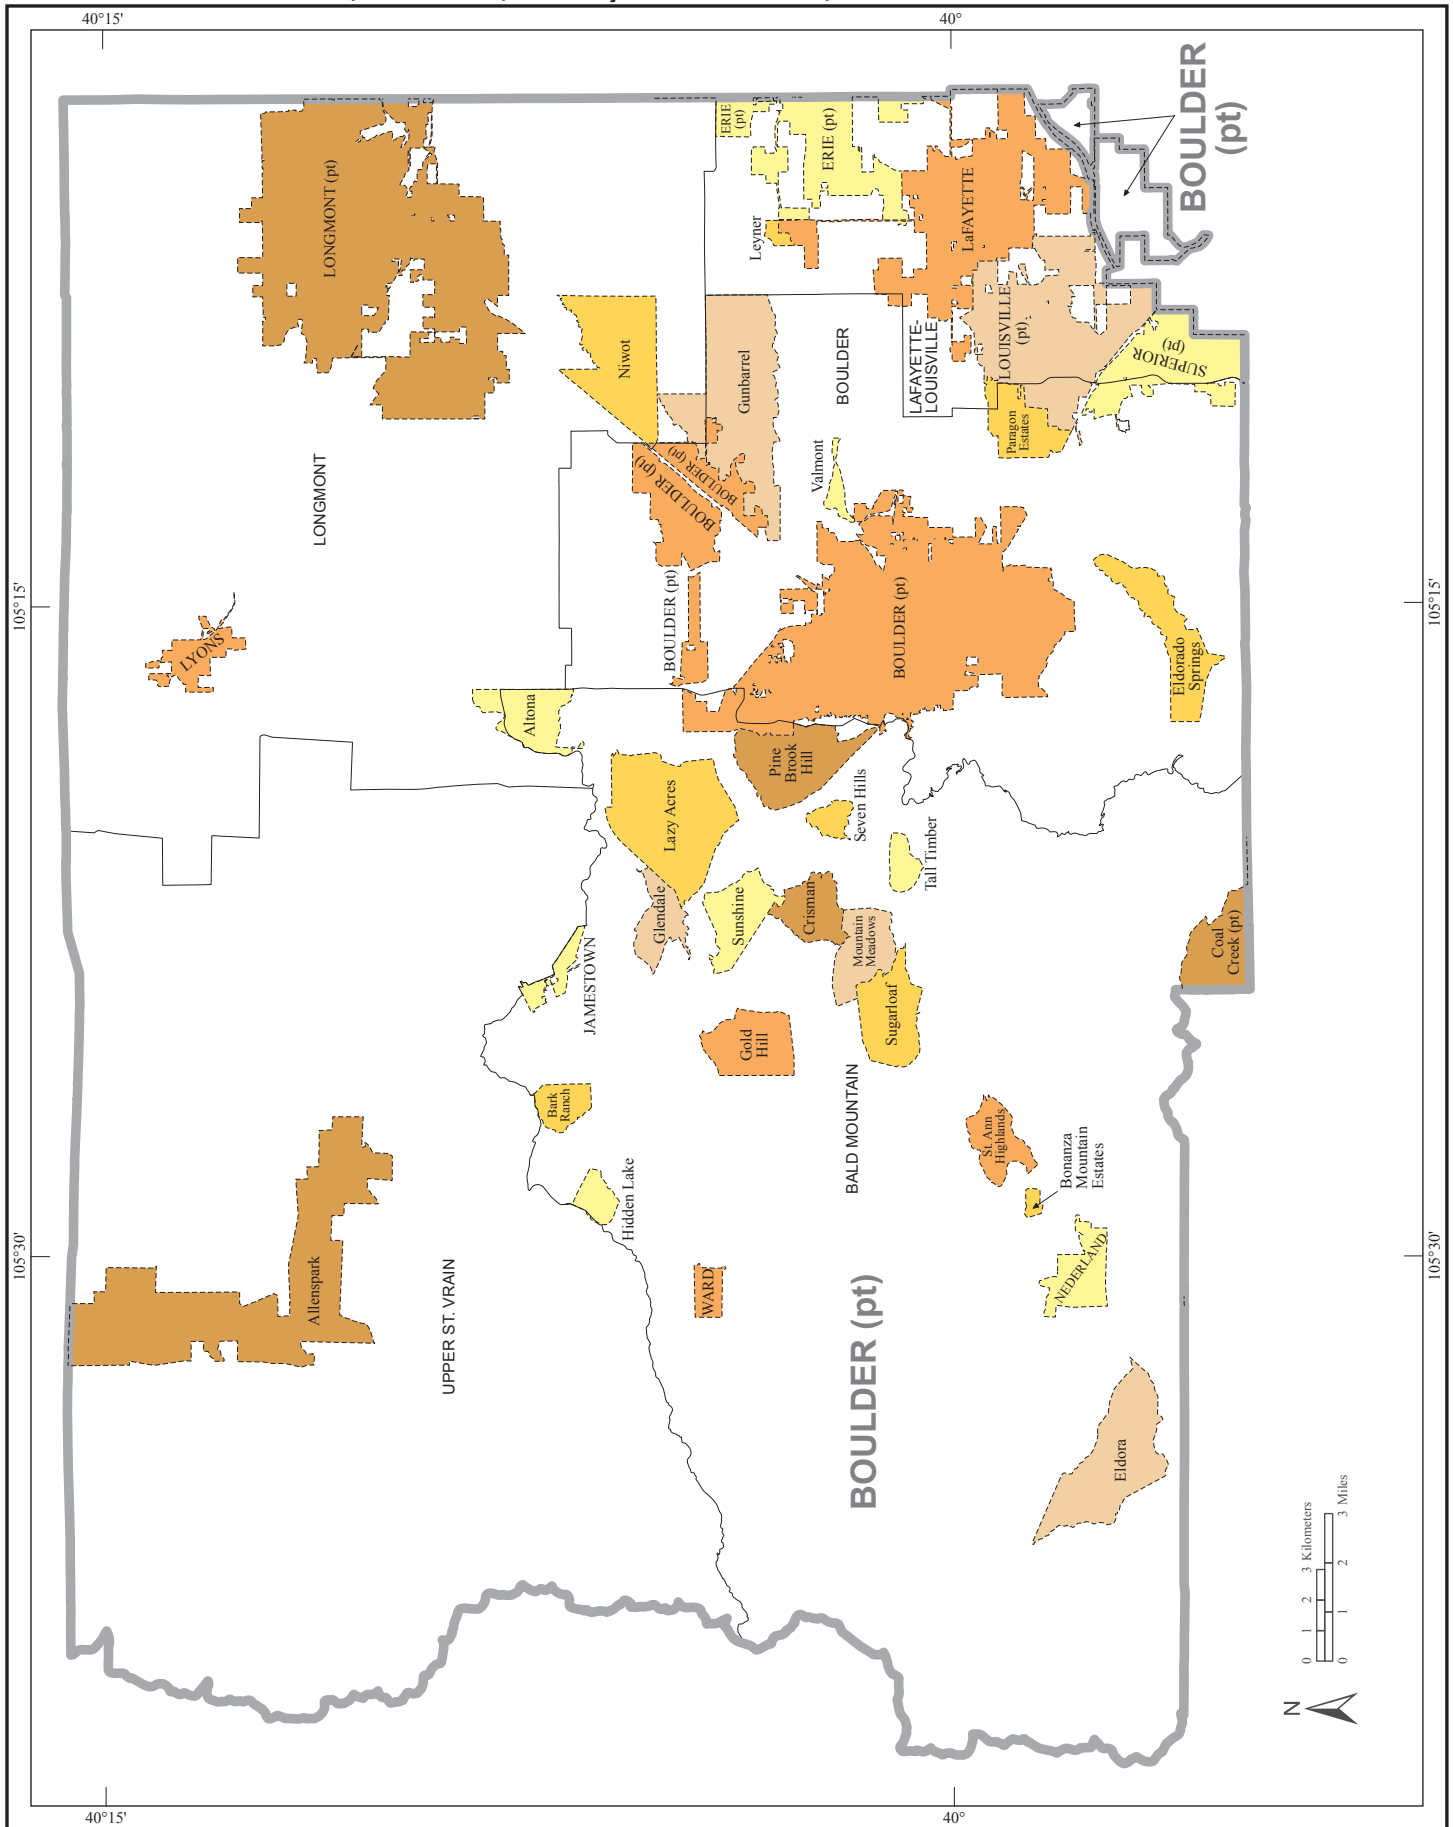 40°15'
40°
BOULDER
(pt)
LONGMONT (pt)
ERIE
(pt)
ERIE (pt)
LaFAYETTE
Leyner
LOUISVILLE
(pt)
SUPERIOR
(pt)
Niwot
Gunbarrel
BOULDER
LAFAYETTE-
LOUISVILLE
Paragon
Estates
LONGMONT
BOULDER (pt)
BOULDER (pt)
Valmont
105°15'
105°15'
LYONS
BOULDER (pt)
BOULDER (pt)
Eldorado
Springs
Altona
Pine
Brook
Hill
Lazy Acres
Seven Hills
Tall Timber
Glendale
Sunshine
Crisman
Mountain
Meadows
Coal
Creek (pt)
JAMESTOWN
Gold
Hill
Sugarloaf
Bark
Ranch
BALD MOUNTAIN
St. Ann
Highlands
Bonanza
Mountain
Estates
Hidden Lake
105°30'
105°30'
Allenspark
WARD
NEDERLAND
UPPER ST. VRAIN
BOULDER (pt)
Eldora
0 1 2 3 Kilometers
0 1 2 3 Miles
N
40°15'
40°